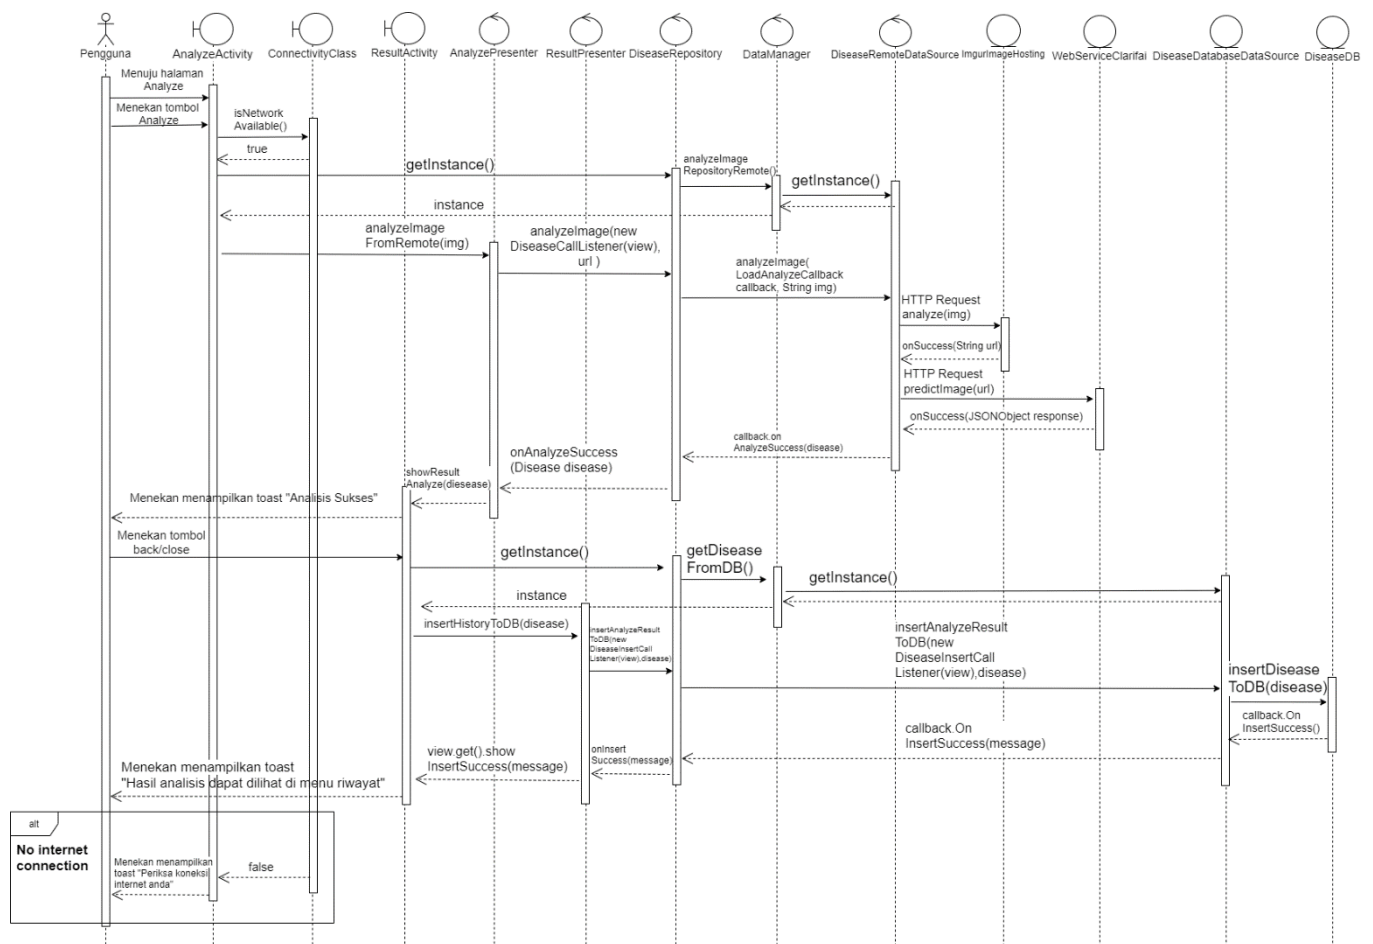 Pengguna
AnalyzeActivity
ConnectivityClass
ResultActivity
AnalyzePresenter
ResultPresenter
DiseaseRepository
DataManager
DiseaseRemoteDataSource
ImgurImageHosting
WebServiceClarifai
DiseaseDatabaseDataSource
DiseaseDB
Menuju halaman
Analyze
Menekan tombol
Analyze
isNetwork
Available()
true
getInstance()
analyzeImage
RepositoryRemote()
getInstance()
instance
analyzeImage
FromRemote(img)
analyzeImage(new
DiseaseCallListener(view),
url )
analyzeImage(
LoadAnalyzeCallback
callback, String img)
HTTP Request
analyze(img)
onSuccess(String url)
HTTP Request
predictImage(url)
onSuccess(JSONObject response)
callback.on
AnalyzeSuccess(disease)
onAnalyzeSuccess
(Disease disease)
showResult
Analyze(diesease)
Menekan menampilkan toast "Analisis Sukses"
Menekan tombol
back/close
getInstance()
getDisease
FromDB()
getInstance()
instance
insertHistoryToDB(disease)
insertAnalyzeResult
ToDB(new
DiseaseInsertCall
Listener(view),disease)
insertAnalyzeResult
ToDB(new
DiseaseInsertCall
Listener(view),disease)
insertDisease
ToDB(disease)
callback.On
InsertSuccess()
callback.On
InsertSuccess(message)
onInsert
Success(message)
view.get().show
InsertSuccess(message)
Menekan menampilkan toast
"Hasil analisis dapat dilihat di menu riwayat"
alt
No internet
connection
false
Menekan menampilkan
toast "Periksa koneksi
internet anda"